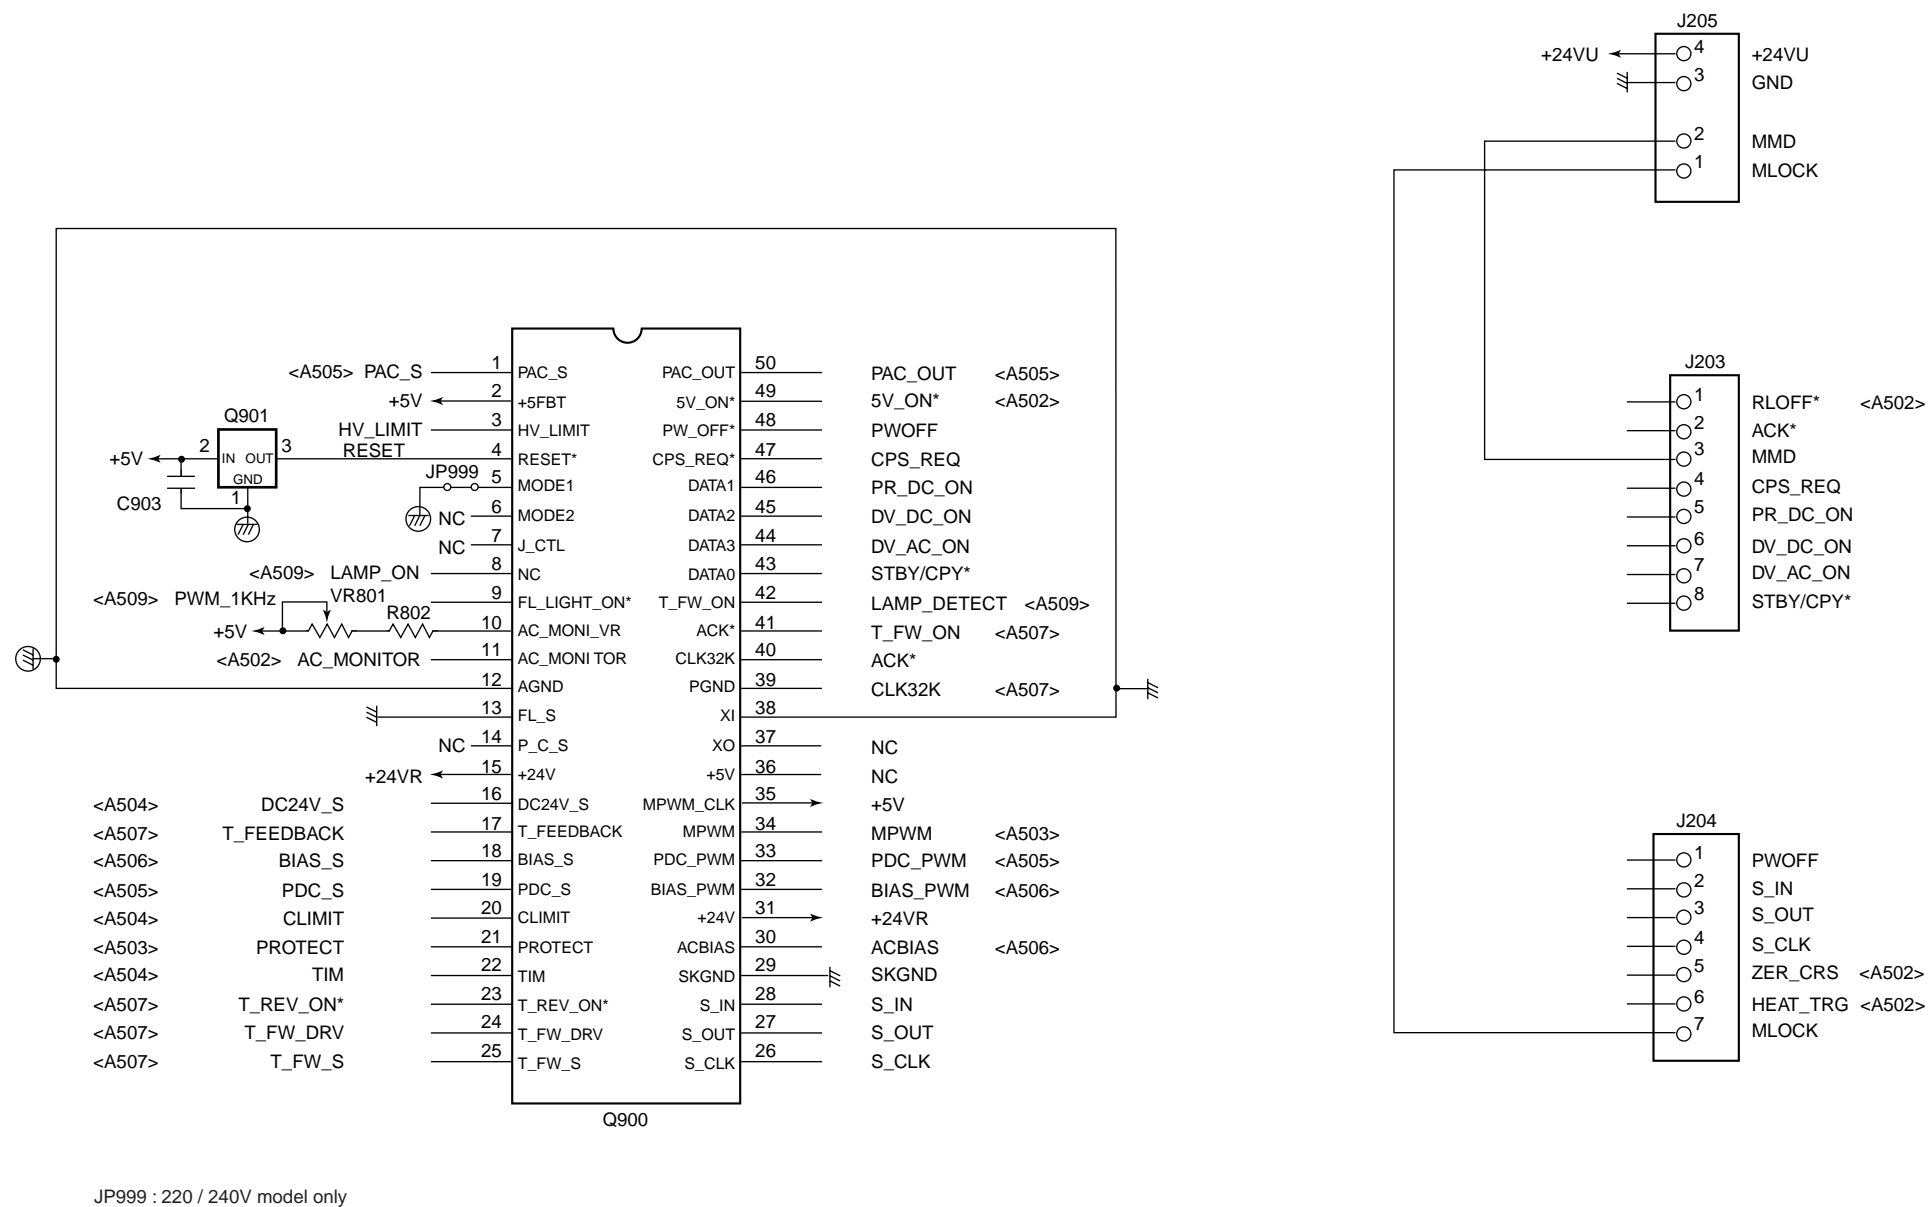 J205
+24VU 4 +24VU
3 GND
2 MMD
1 MLOCK
<A505> PAC_S 1 PAC_S PAC_OUT 50 PAC_OUT <A505>
+5V 2 +5FBT 5V_ON* 49 5V_ON* <A502>
HV_LIMIT 3 HV_LIMIT PW_OFF* 48 PWOFF
Q901
+5V 2 IN OUT 3 RESET 4 RESET* CPS_REQ* 47 CPS_REQ
GND
1
C903
JP999 5 MODE1 DATA1 46 PR_DC_ON
NC 6 MODE2 DATA2 45 DV_DC_ON
NC 7 J_CTL DATA3 44 DV_AC_ON
<A509> LAMP_ON 8 NC DATA0 43 STBY/CPY*
<A509> PWM_1KHz 9 FL_LIGHT_ON* T_FW_ON 42 LAMP_DETECT <A509>
VR801
R802
+5V 10 AC_MONI_VR ACK* 41 T_FW_ON <A507>
<A502> AC_MONITOR 11 AC_MONI TOR CLK32K 40 ACK*
12 AGND PGND 39 CLK32K <A507>
13 FL_S XI 38
NC 14 P_C_S XO 37 NC
+24VR 15 +24V +5V 36 NC
<A504> DC24V_S 16 DC24V_S MPWM_CLK 35 +5V
<A507> T_FEEDBACK 17 T_FEEDBACK MPWM 34 MPWM <A503>
<A506> BIAS_S 18 BIAS_S PDC_PWM 33 PDC_PWM <A505>
<A505> PDC_S 19 PDC_S BIAS_PWM 32 BIAS_PWM <A506>
<A504> CLIMIT 20 CLIMIT +24V 31 +24VR
<A503> PROTECT 21 PROTECT ACBIAS 30 ACBIAS <A506>
<A504> TIM 22 TIM SKGND 29 SKGND
<A507> T_REV_ON* 23 T_REV_ON* S_IN 28 S_IN
<A507> T_FW_DRV 24 T_FW_DRV S_OUT 27 S_OUT
<A507> T_FW_S 25 T_FW_S S_CLK 26 S_CLK
Q900
J203
1 RLOFF* <A502>
2 ACK*
3 MMD
4 CPS_REQ
5 PR_DC_ON
6 DV_DC_ON
7 DV_AC_ON
8 STBY/CPY*
J204
1 PWOFF
2 S_IN
3 S_OUT
4 S_CLK
5 ZER_CRS <A502>
6 HEAT_TRG <A502>
7 MLOCK
JP999 : 220 / 240V model only